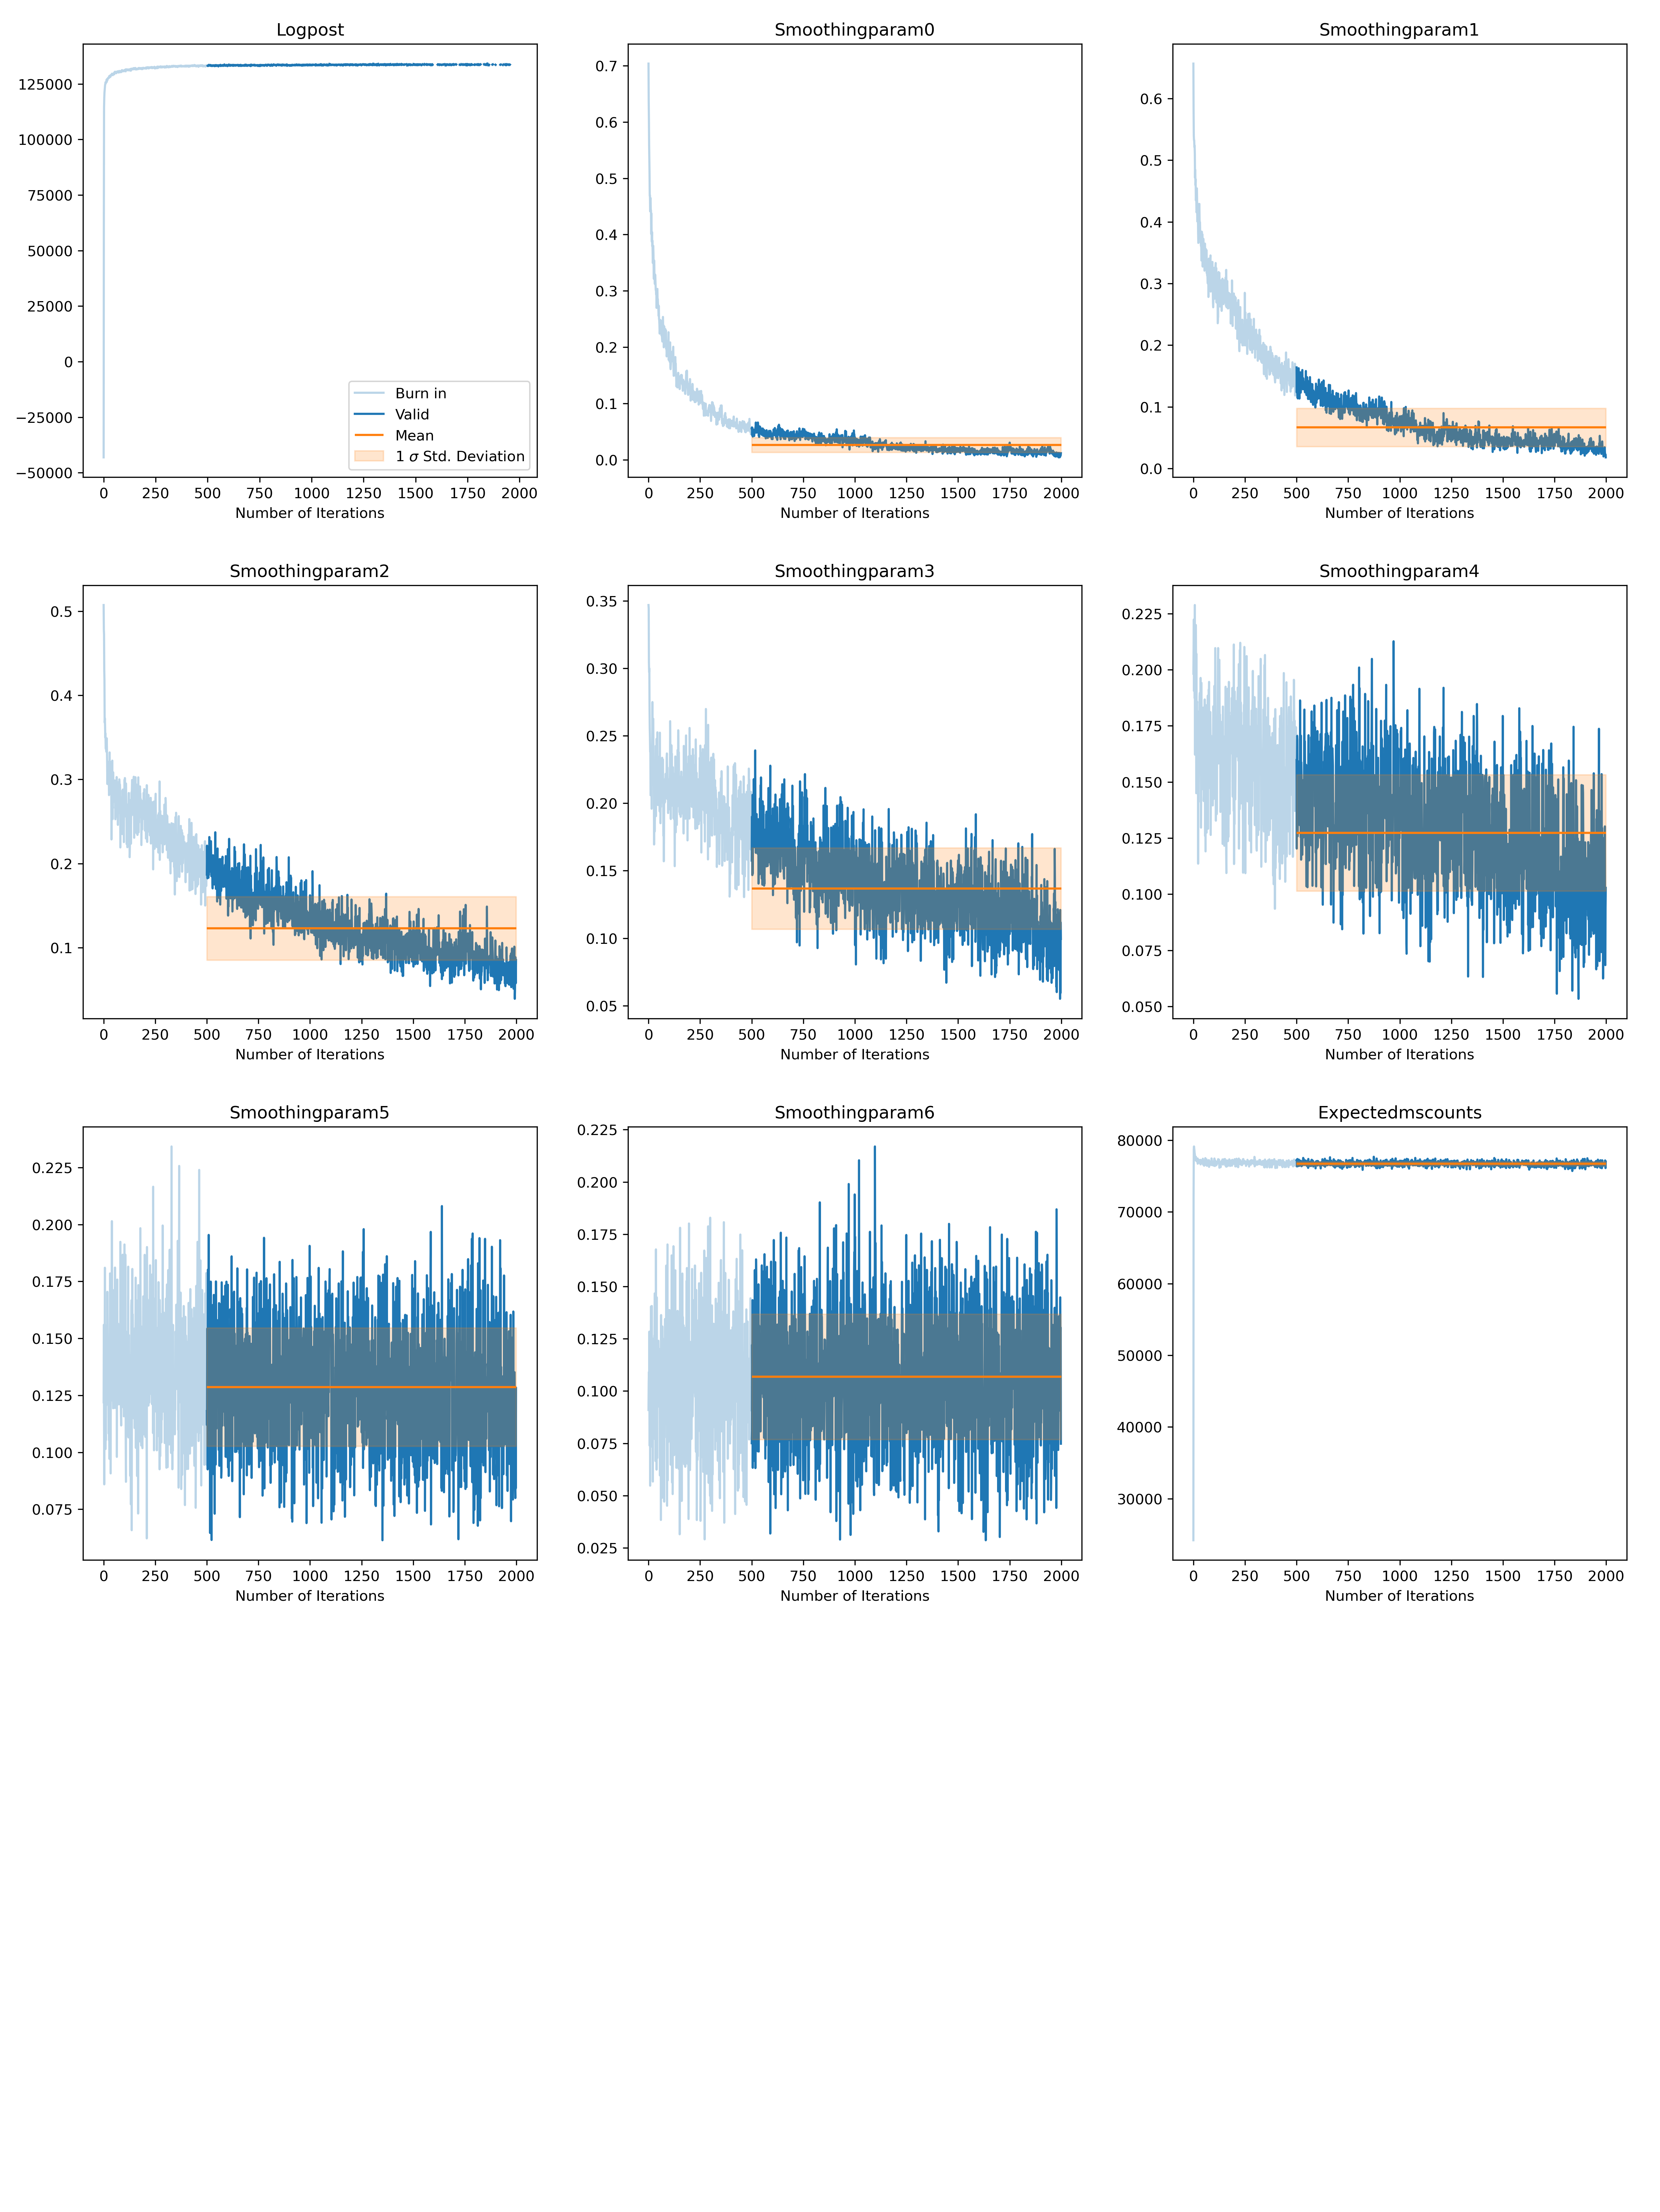 Logpost
125000
100000
75000
50000
25000
0
−25000
−50000
0 250 500 750 1000 1250 1500 1750 2000
Number of Iterations
Burn in
Valid
Mean
1 σ Std. Deviation
Smoothingparam0
0.7
0.6
0.5
0.4
0.3
0.2
0.1
0.0
0 250 500 750 1000 1250 1500 1750 2000
Number of Iterations
Smoothingparam1
0.6
0.5
0.4
0.3
0.2
0.1
0.0
0 250 500 750 1000 1250 1500 1750 2000
Number of Iterations
Smoothingparam2
0.5
0.4
0.3
0.2
0.1
0 250 500 750 1000 1250 1500 1750 2000
Number of Iterations
Smoothingparam3
0.35
0.30
0.25
0.20
0.15
0.10
0.05
0 250 500 750 1000 1250 1500 1750 2000
Number of Iterations
Smoothingparam4
0.225
0.200
0.175
0.150
0.125
0.100
0.075
0.050
0 250 500 750 1000 1250 1500 1750 2000
Number of Iterations
Smoothingparam5
0.225
0.200
0.175
0.150
0.125
0.100
0.075
0 250 500 750 1000 1250 1500 1750 2000
Number of Iterations
Smoothingparam6
0.225
0.200
0.175
0.150
0.125
0.100
0.075
0.050
0.025
0 250 500 750 1000 1250 1500 1750 2000
Number of Iterations
Expectedmscounts
80000
70000
60000
50000
40000
30000
0 250 500 750 1000 1250 1500 1750 2000
Number of Iterations